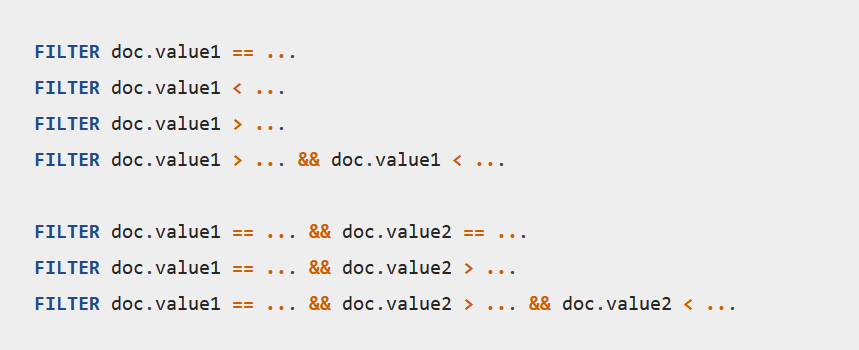 FILTER doc.value1 == ...
FILTER doc.value1 < ...
FILTER doc.value1 > ...
FILTER doc.value1 > ... && doc.value1 < ...
FILTER doc.value1 == ... && doc.value2 == ...
FILTER doc.value1 == ... && doc.value2 > ...
FILTER doc.value1 == ... && doc.value2 > ... && doc.value2 < ...